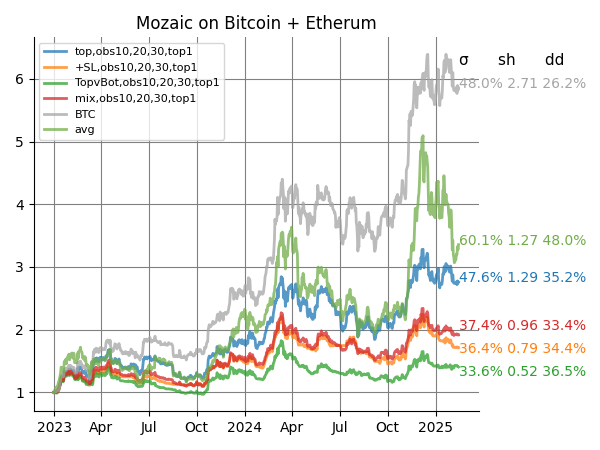 Mozaic on Bitcoin + Etherum
top,obs10,20,30,top1
+SL,obs10,20,30,top1
TopvBot,obs10,20,30,top1
mix,obs10,20,30,top1
BTC
avg
σ sh dd
48.0% 2.71 26.2%
60.1% 1.27 48.0%
47.6% 1.29 35.2%
37.4% 0.96 33.4%
36.4% 0.79 34.4%
33.6% 0.52 36.5%
6
5
4
3
2
1
2023 Apr Jul Oct 2024 Apr Jul Oct 2025